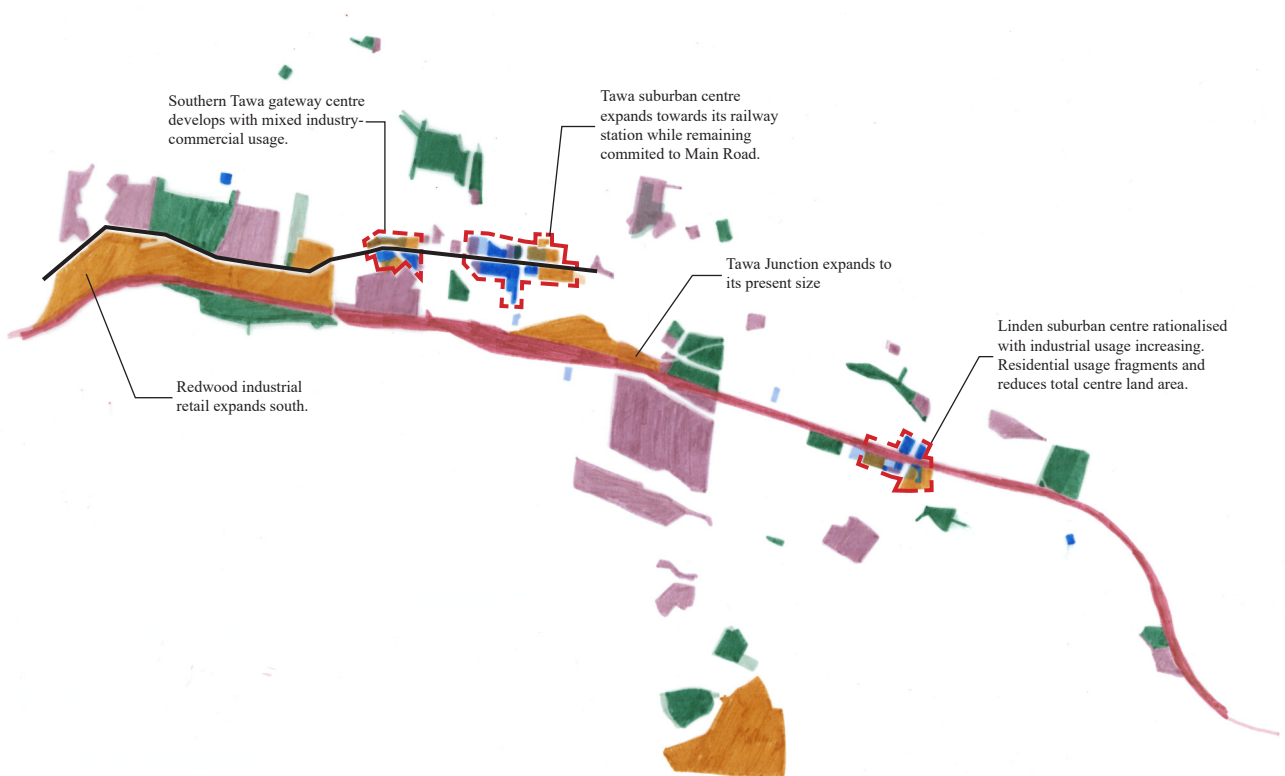 Southern Tawa gateway centre
develops with mixed industry-
commercial usage.
Tawa suburban centre
expands towards its railway
station while remaining
commited to Main Road.
Tawa Junction expands to
its present size
Linden suburban centre rationalised
with industrial usage increasing.
Residential usage fragments and
reduces total centre land area.
Redwood industrial
retail expands south.